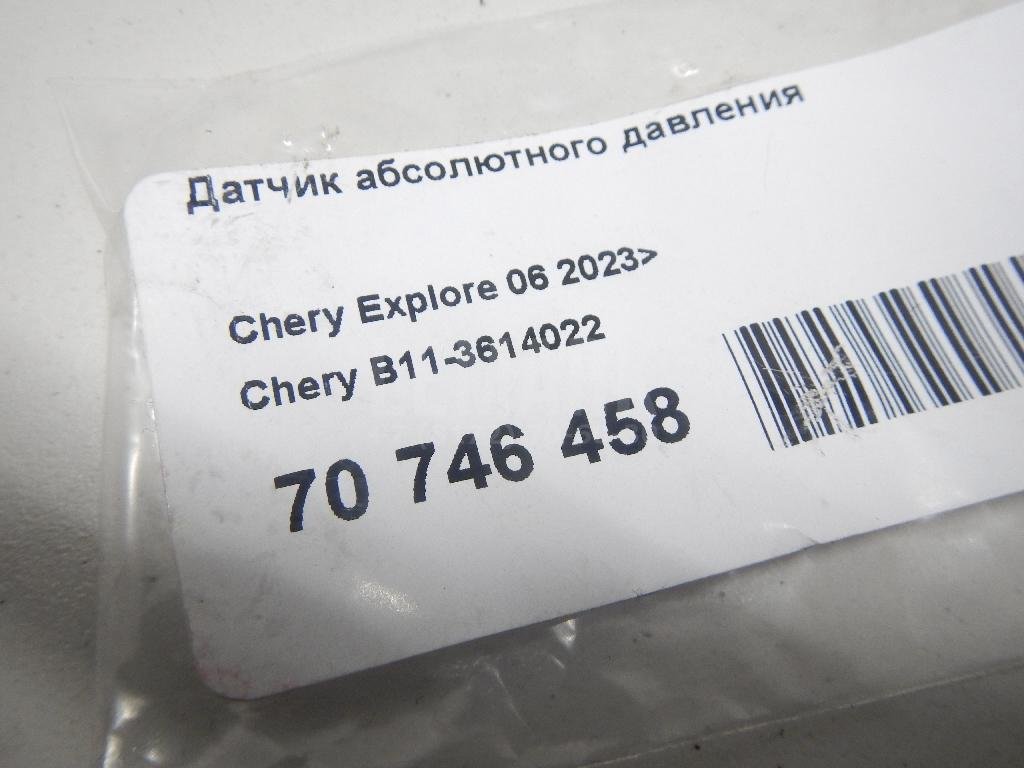 Датчик абсолютного давления
Chery Explore 06 2023>
Chery B11-3614022
70 746 458